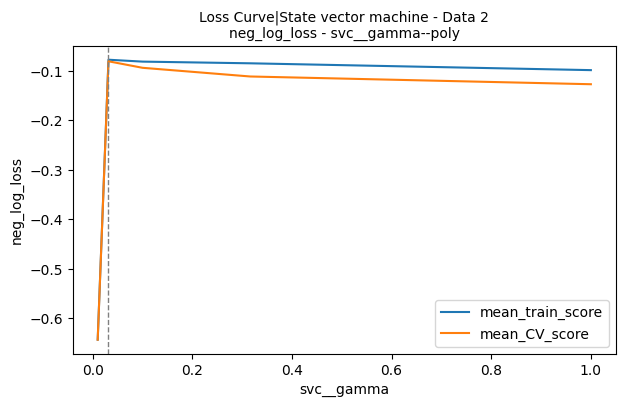 Loss Curve|State vector machine - Data 2
neg_log_loss - svc__gamma--poly
neg_log_loss
−0.1
−0.2
−0.3
−0.4
−0.5
−0.6
mean_train_score
mean_CV_score
0.0 0.2 0.4 0.6 0.8 1.0
svc__gamma